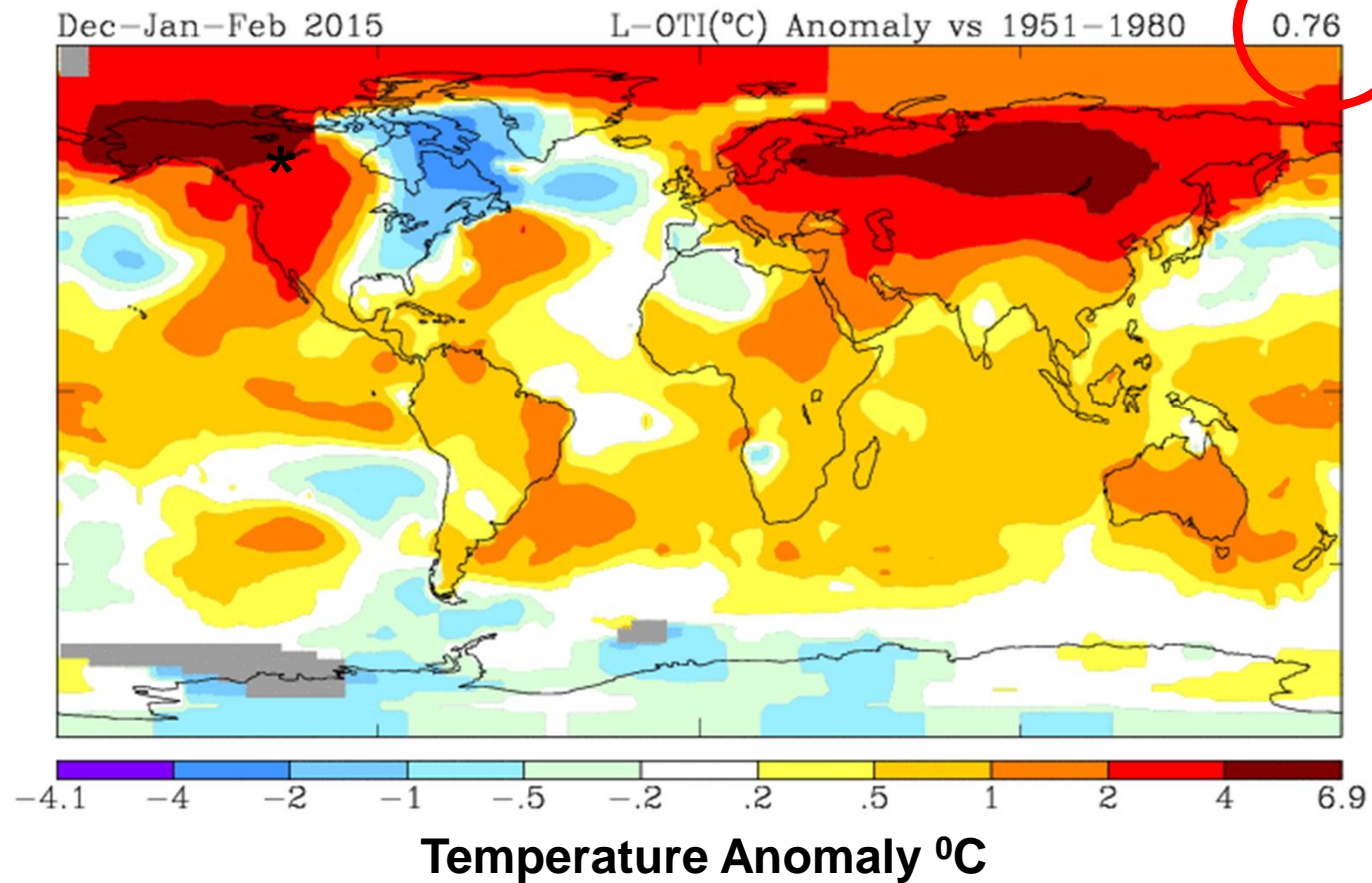 Dec-Jan-Feb 2015 L-OTI(°C) Anomaly vs 1951-1980 0.76
*
-4.1 -4 -2 -1 -.5 -.2 .2 .5 1 2 4 6.9
Temperature Anomaly ⁰C